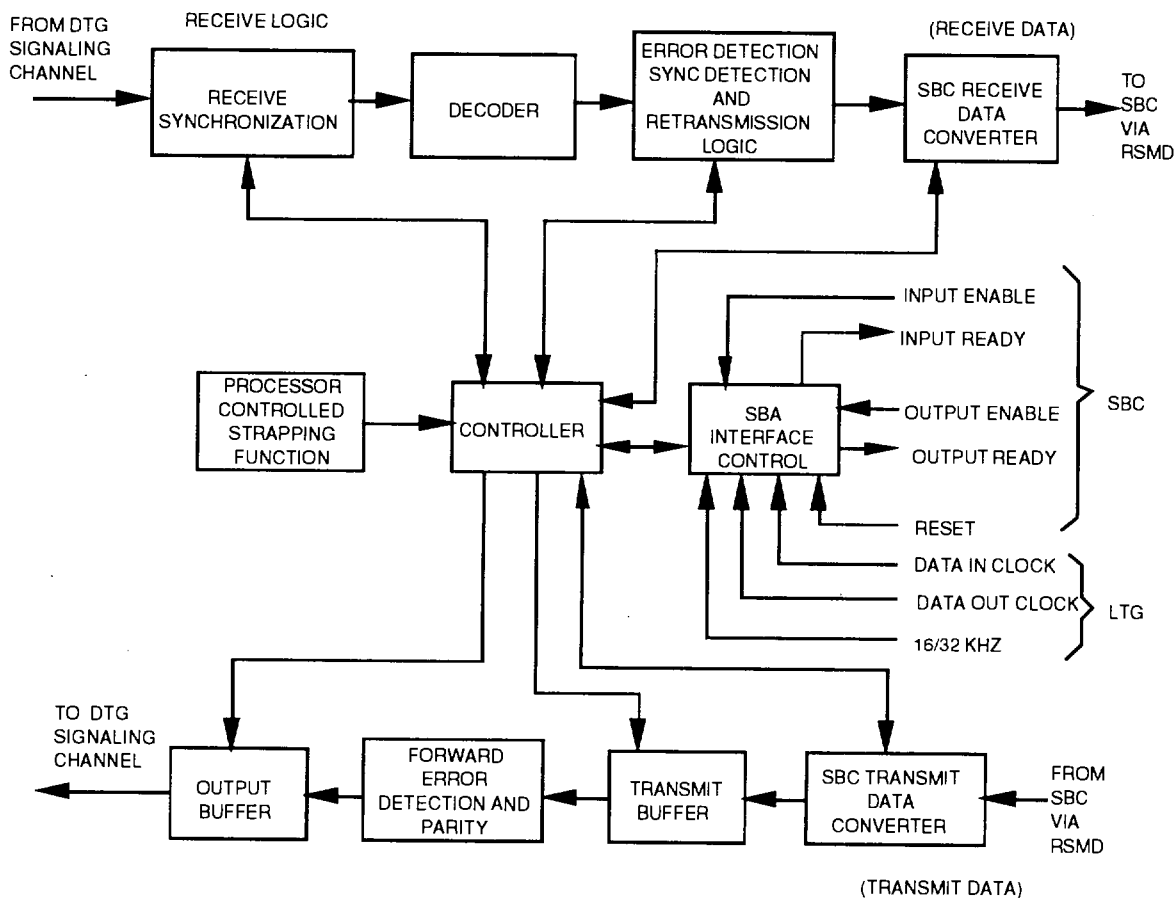 FROM DTG
SIGNALING
CHANNEL
RECEIVE LOGIC
RECEIVE
SYNCHRONIZATION
DECODER
ERROR DETECTION
SYNC DETECTION
AND
RETRANSMISSION
LOGIC
(RECEIVE DATA)
SBC RECEIVE
DATA
CONVERTER
TO
SBC
VIA
RSMD
PROCESSOR
CONTROLLED
STRAPPING
FUNCTION
CONTROLLER
SBA
INTERFACE
CONTROL
INPUT ENABLE
INPUT READY
OUTPUT ENABLE
OUTPUT READY
RESET
SBC
DATA IN CLOCK
DATA OUT CLOCK
16/32 KHZ
LTG
TO DTG
SIGNALING
CHANNEL
OUTPUT
BUFFER
FORWARD
ERROR
DETECTION AND
PARITY
TRANSMIT
BUFFER
SBC TRANSMIT
DATA
CONVERTER
FROM
SBC
VIA
RSMD
(TRANSMIT DATA)